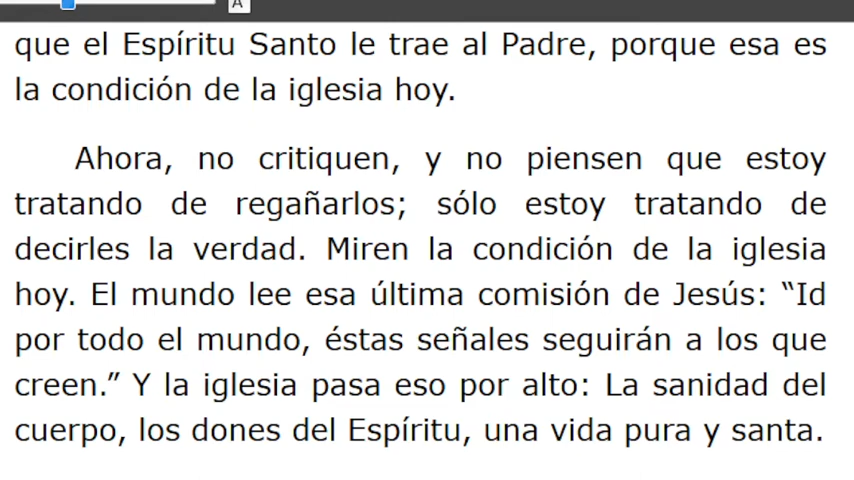 A
que el Espíritu Santo le trae al Padre, porque esa es
la condición de la iglesia hoy.
Ahora, no critiquen, y no piensen que estoy
tratando de regañarlos; sólo estoy tratando de
decirles la verdad. Miren la condición de la iglesia
hoy. El mundo lee esa última comisión de Jesús: “Id
por todo el mundo, éstas señales seguirán a los que
creen.” Y la iglesia pasa eso por alto: La sanidad del
cuerpo, los dones del Espíritu, una vida pura y santa.